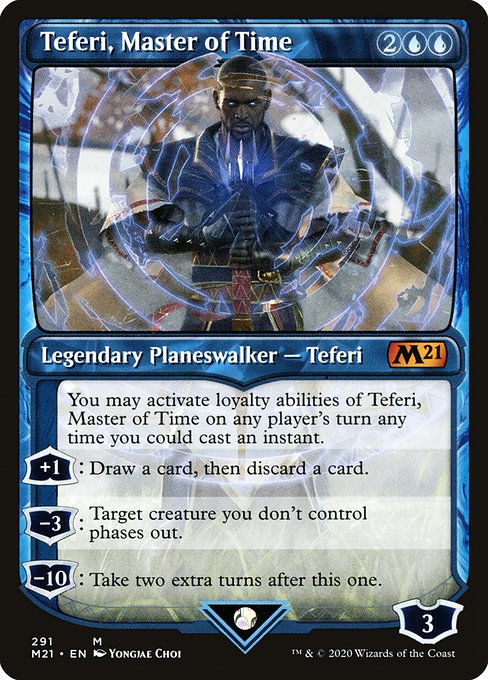 Teferi, Master of Time 2
Legendary Planeswalker — Teferi M21
You may activate loyalty abilities of Teferi,
Master of Time on any player's turn any
time you could cast an instant.
+1: Draw a card, then discard a card.
−3: Target creature you don't control
phases out.
−10: Take two extra turns after this one.
3
291 M
M21 • EN Yongjae Choi
™ & © 2020 Wizards of the Coast